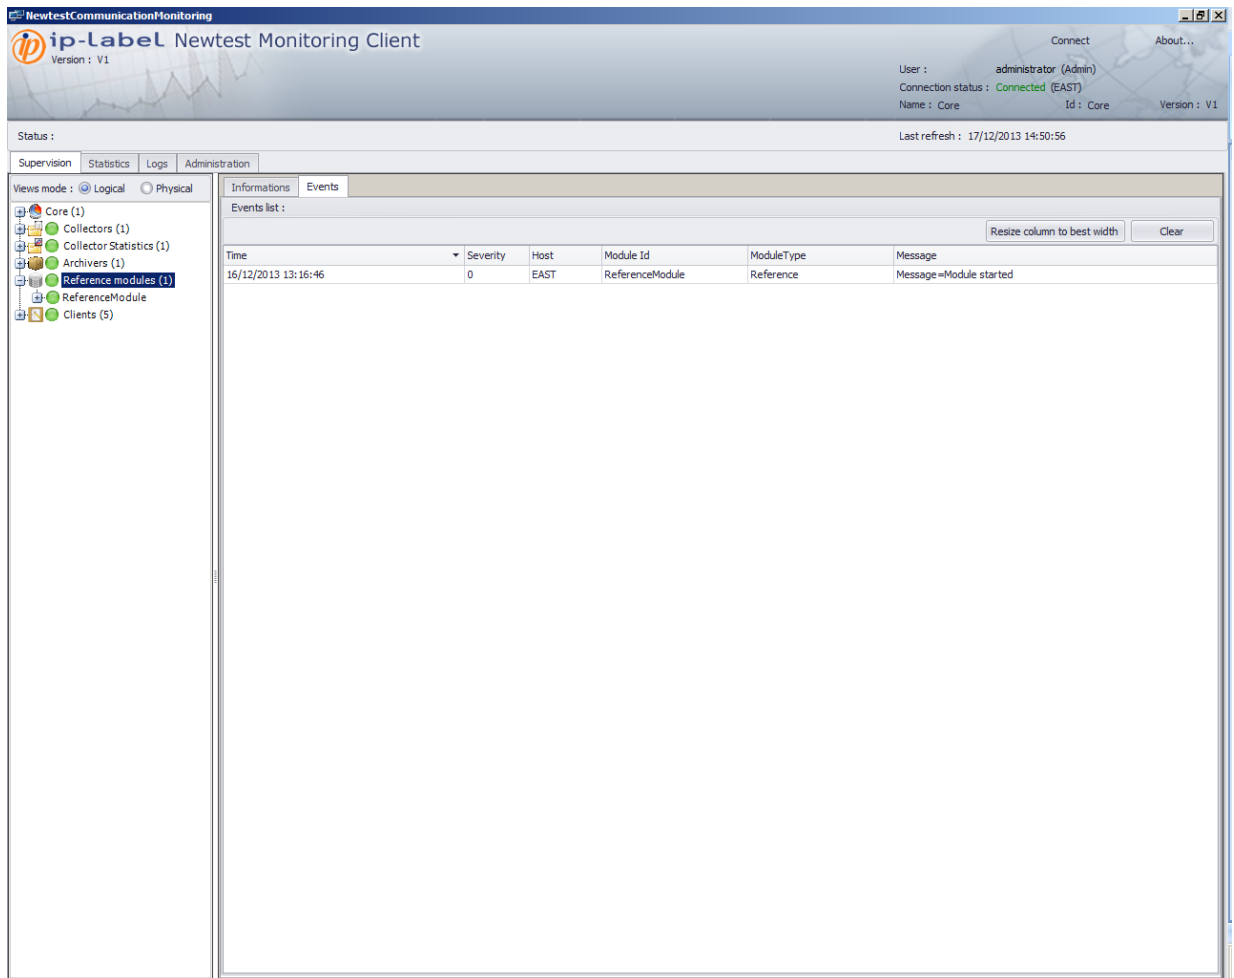 NewtestCommunicationMonitoring
ip-label Newtest Monitoring Client
Version : V1
Connect About...
User : administrator (Admin)
Connection status : Connected (EAST)
Name : Core Id : Core Version : V1
Status :
Last refresh : 17/12/2013 14:50:56
Supervision Statistics Logs Administration
Views mode : Logical Physical
Informations Events
Core (1)
Collectors (1)
Collector Statistics (1)
Archivers (1)
Reference modules (1)
ReferenceModule
Clients (5)
Events list :
Resize column to best width Clear
Time Severity Host Module Id ModuleType Message
16/12/2013 13:16:46 0 EAST ReferenceModule Reference Message=Module started